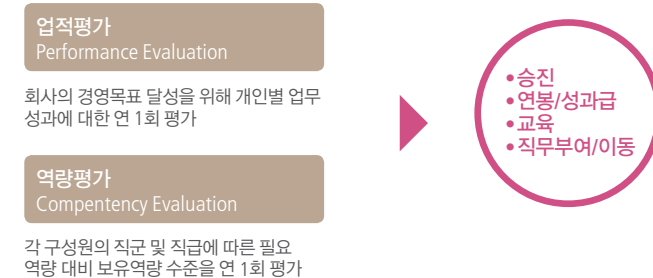 업적평가
Performance Evaluation
회사의 경영목표 달성을 위해 개인별 업무
성과에 대한 연 1회 평가
역량평가
Compentency Evaluation
각 구성원의 직군 및 직급에 따른 필요
역량 대비 보유역량 수준을 연 1회 평가
•승진
•연봉/성과급
•교육
•직무부여/이동